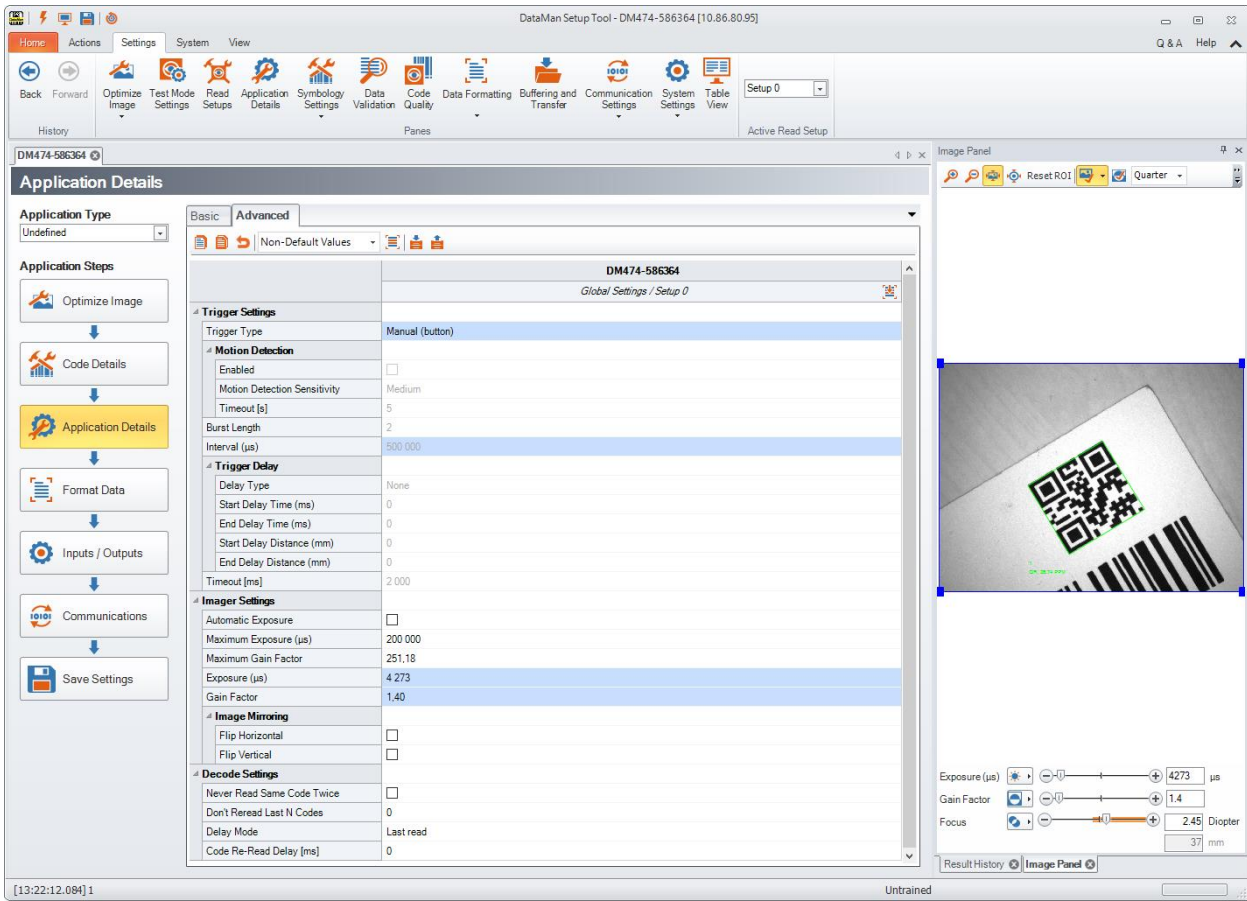 DataMan Setup Tool - DM474-586364 [10.86.80.95]
Home Actions Settings System View Q & A Help
Back Forward Optimize Image Test Mode Settings Read Setups Application Details Symbology Settings Data Validation Code Quality Data Formatting Buffering and Transfer Communication Settings System Settings Table View Setup 0
History Panes Active Read Setup
DM474-586364
Application Details
Application Type
Undefined
Application Steps
Optimize Image
Code Details
Application Details
Format Data
Inputs / Outputs
Communications
Save Settings
Basic Advanced
Non-Default Values
DM474-586364
Global Settings / Setup 0
Trigger Settings
Trigger Type Manual (button)
Motion Detection
Enabled
Motion Detection Sensitivity Medium
Timeout [s] 5
Burst Length 2
Interval (µs) 500 000
Trigger Delay
Delay Type None
Start Delay Time (ms) 0
End Delay Time (ms) 0
Start Delay Distance (mm) 0
End Delay Distance (mm) 0
Timeout [ms] 2 000
Imager Settings
Automatic Exposure
Maximum Exposure (µs) 200 000
Maximum Gain Factor 251,18
Exposure (µs) 4 273
Gain Factor 1,40
Image Mirroring
Flip Horizontal
Flip Vertical
Decode Settings
Never Read Same Code Twice
Don't Reread Last N Codes 0
Delay Mode Last read
Code Re-Read Delay [ms] 0
Image Panel
Reset ROI Quarter
Exposure (µs) 4273 µs
Gain Factor 1.4
Focus 2.45 Diopter
37 mm
Result History Image Panel
[13:22:12.084] 1 Untrained